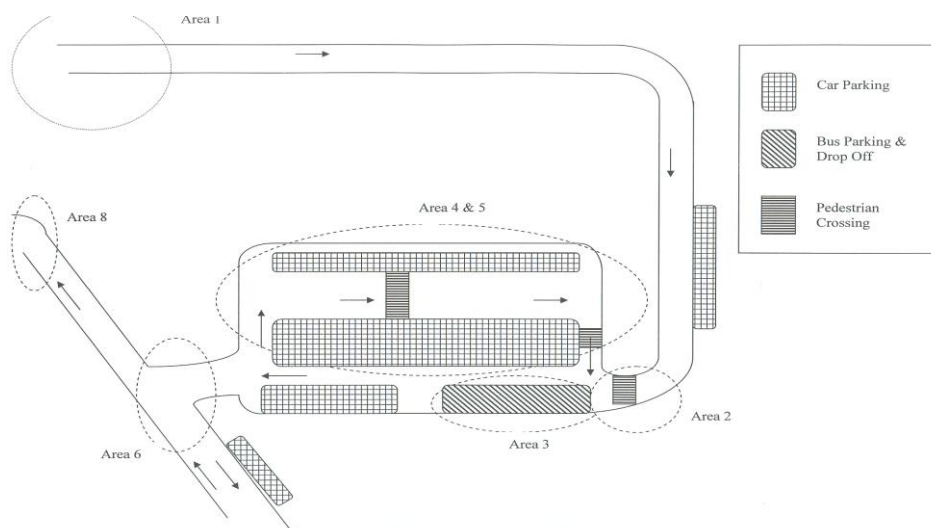 Area 1
Car Parking
Bus Parking &
Drop Off
Area 8
Area 4 & 5
Pedestrian
Crossing
Area 2
Area 3
Area 6